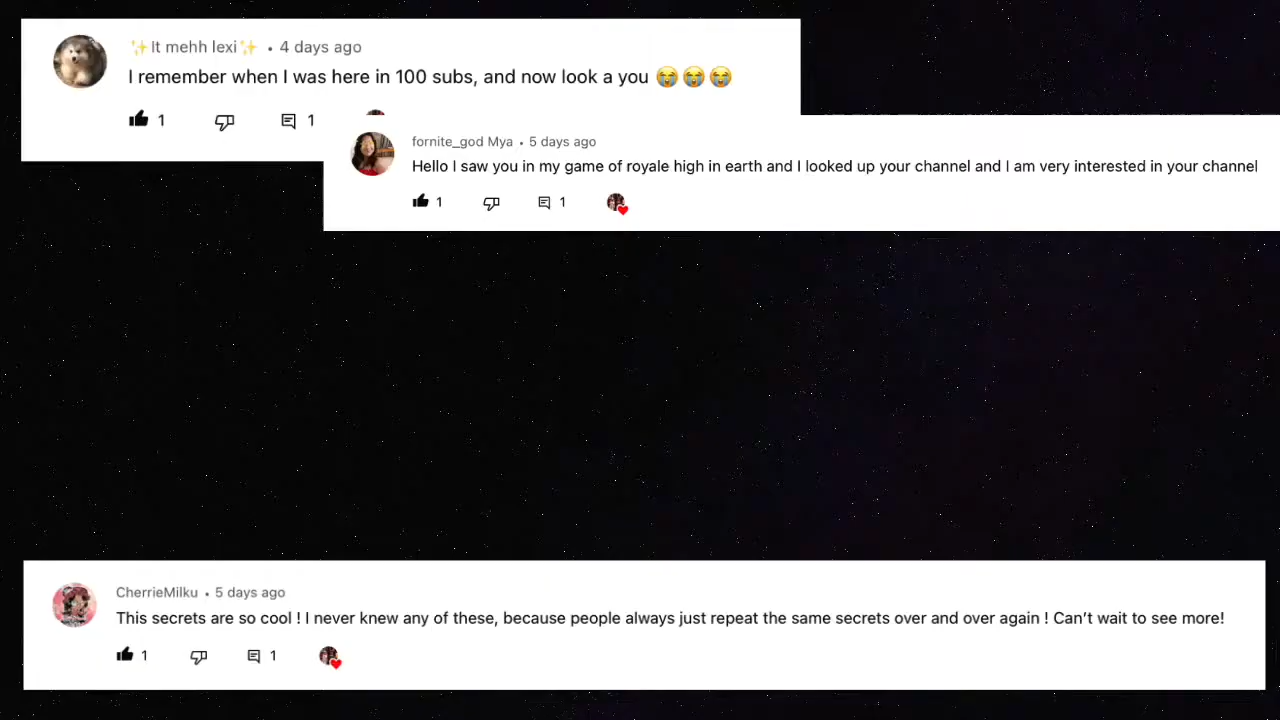 ✨It mehh lexi✨ • 4 days ago
I remember when I was here in 100 subs, and now look a you 😭😭😭
1 1
fornite_god Mya • 5 days ago
Hello I saw you in my game of royale high in earth and I looked up your channel and I am very interested in your channel
1 1
CherrieMilku • 5 days ago
This secrets are so cool ! I never knew any of these, because people always just repeat the same secrets over and over again ! Can’t wait to see more!
1 1